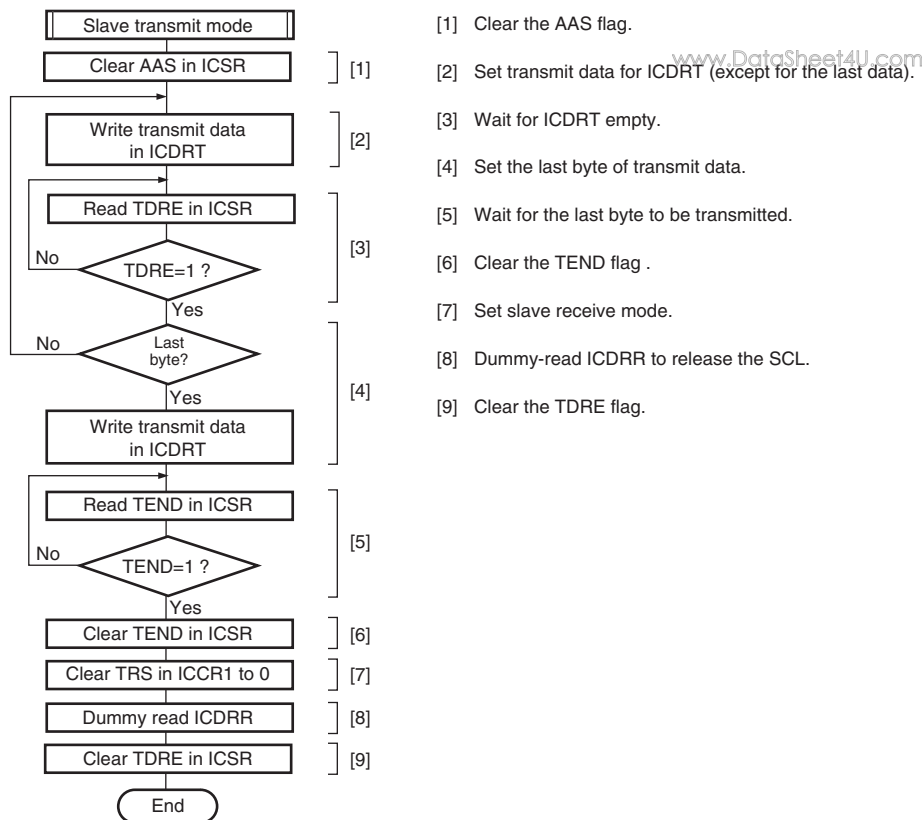 Slave transmit mode
Clear AAS in ICSR
[1]
Write transmit data
in ICDRT
[2]
Read TDRE in ICSR
No
TDRE=1 ?
[3]
Yes
No
Last
byte?
[4]
Yes
Write transmit data
in ICDRT
Read TEND in ICSR
No
TEND=1 ?
[5]
Yes
Clear TEND in ICSR
[6]
Clear TRS in ICCR1 to 0
[7]
Dummy read ICDRR
[8]
Clear TDRE in ICSR
[9]
End
[1] Clear the AAS flag.
www.DataSheet4U.com
[2] Set transmit data for ICDRT (except for the last data).
[3] Wait for ICDRT empty.
[4] Set the last byte of transmit data.
[5] Wait for the last byte to be transmitted.
[6] Clear the TEND flag .
[7] Set slave receive mode.
[8] Dummy-read ICDRR to release the SCL.
[9] Clear the TDRE flag.